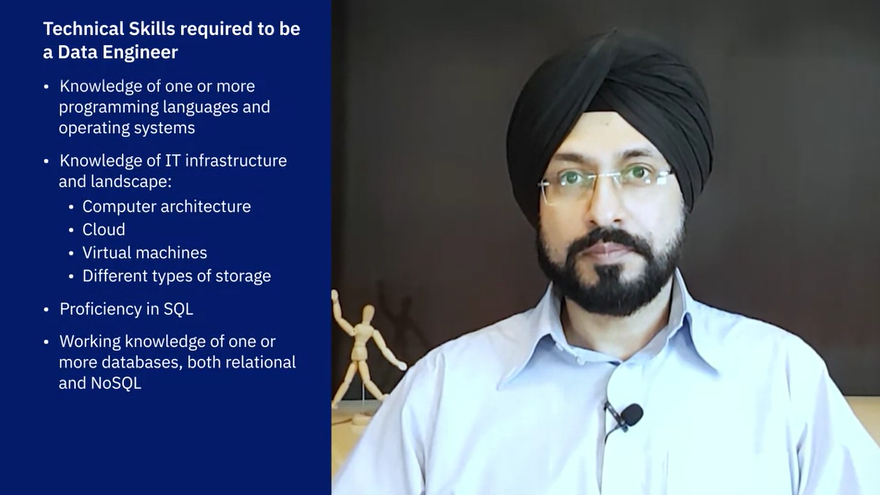 Technical Skills required to be
a Data Engineer
• Knowledge of one or more
programming languages and
operating systems
• Knowledge of IT infrastructure
and landscape:
• Computer architecture
• Cloud
• Virtual machines
• Different types of storage
• Proficiency in SQL
• Working knowledge of one or
more databases, both relational
and NoSQL